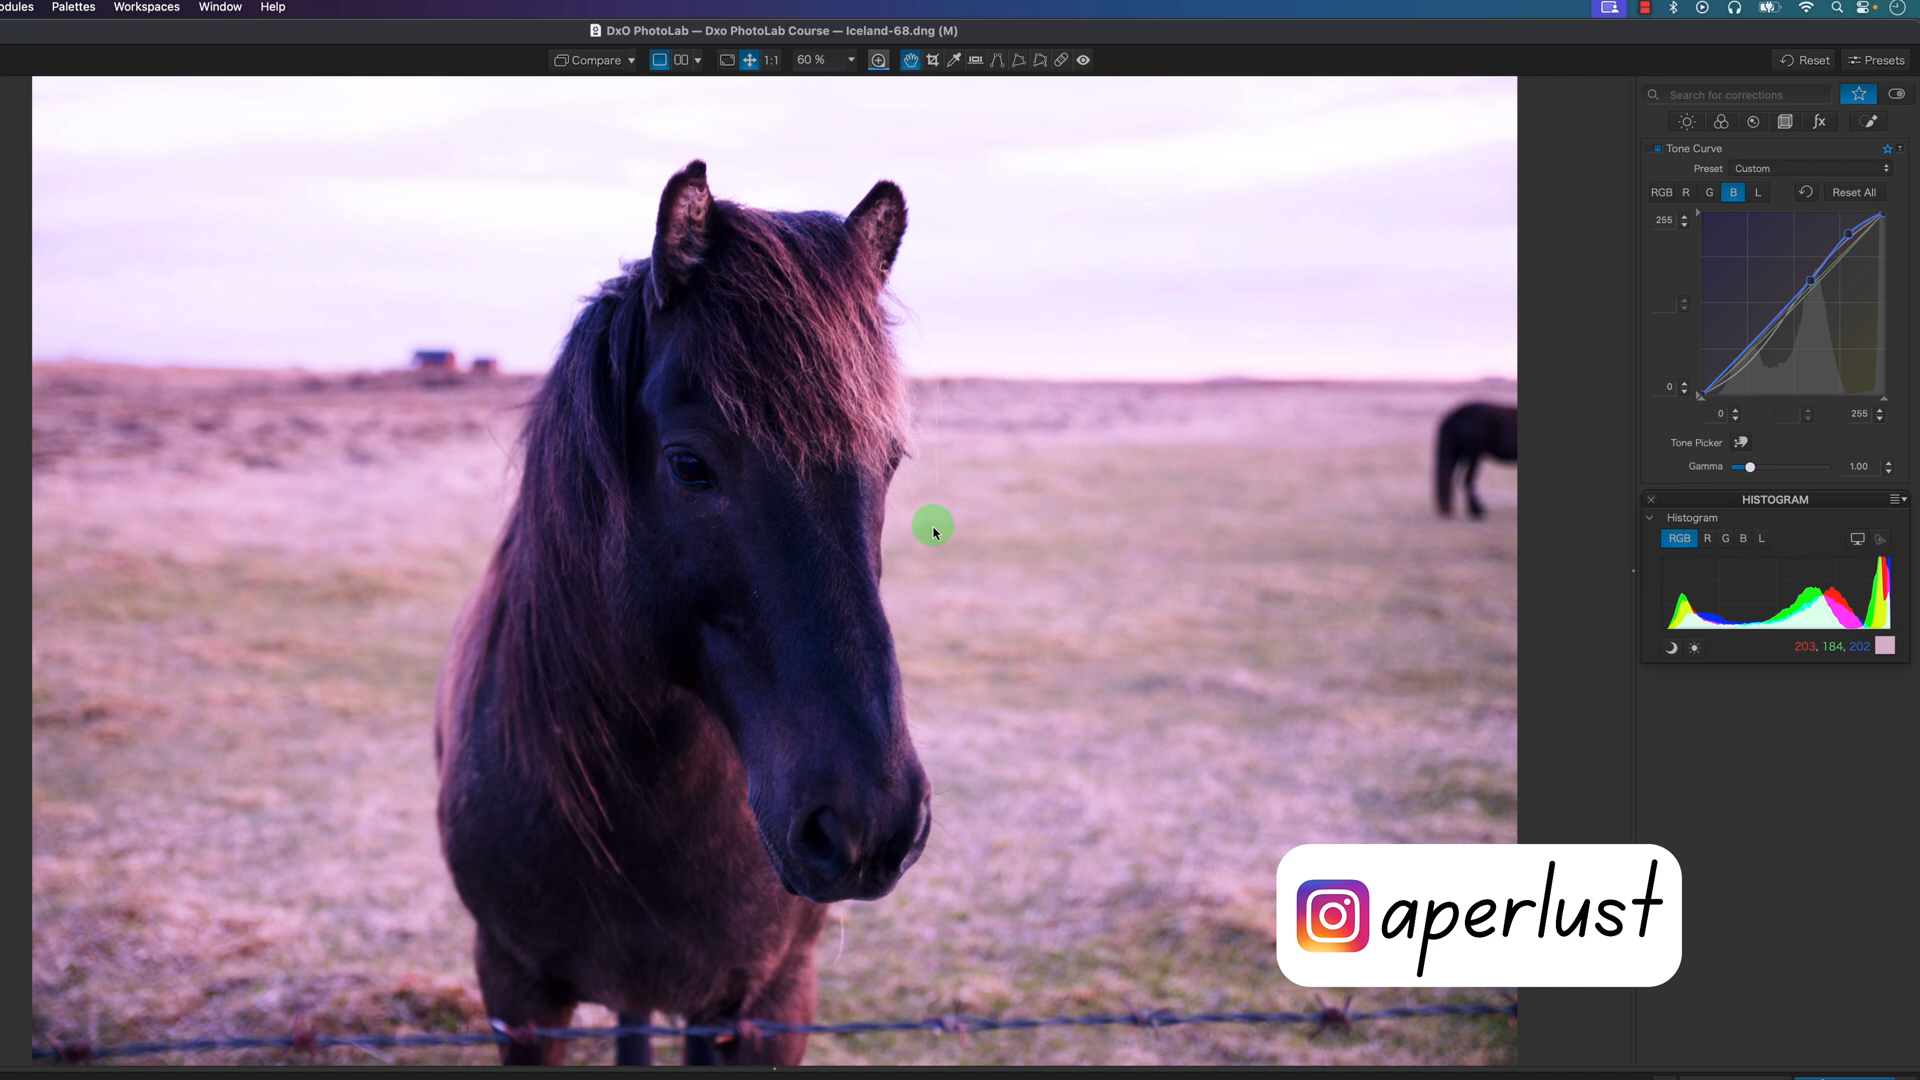 odules Palettes Workspaces Window Help
DxO PhotoLab — Dxo PhotoLab Course — Iceland-68.dng (M)
Compare 1:1 60 % Reset Presets
Search for corrections
fx
Tone Curve ?
Preset Custom
RGB R G B L Reset All
255
0
0 255
Tone Picker
Gamma 1.00
HISTOGRAM
Histogram
RGB R G B L
203, 184, 202
aperlust